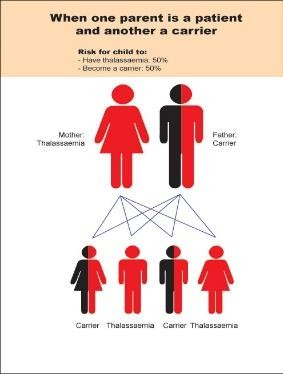 When one parent is a patient
and another a carrier
Risk for child to:
- Have thalassaemia: 50%
- Become a carrier: 50%
Mother:
Thalassaemia
Father:
Carrier
Carrier Thalassaemia Carrier Thalassaemia